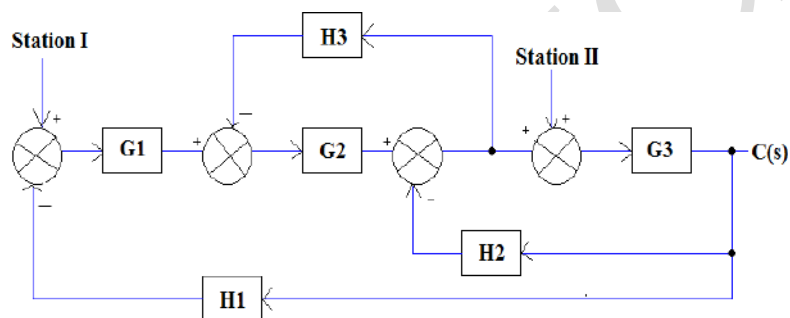 H3
Station I
Station II
+
+
+
G1
+
—
G2
+
+
G3
C(s)
—
-
H2
H1